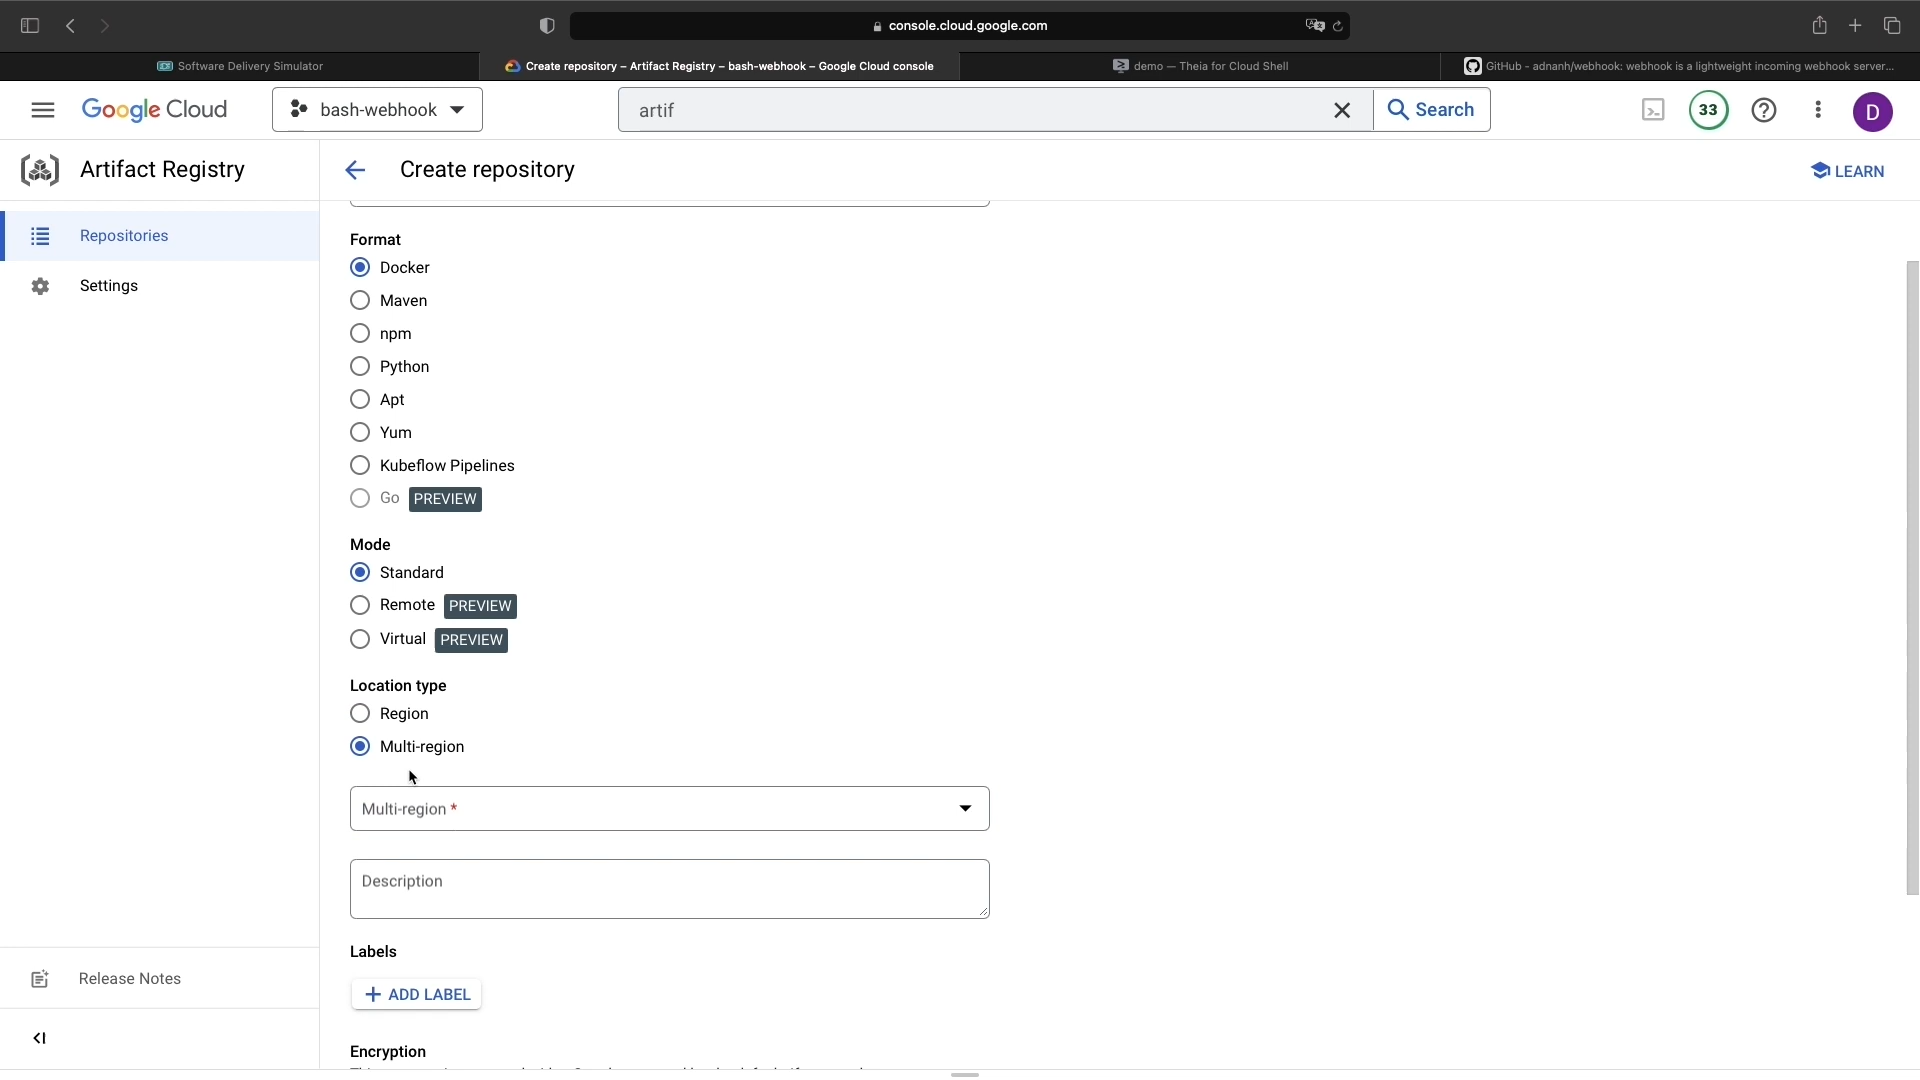 console.cloud.google.com
Software Delivery Simulator
Create repository – Artifact Registry – bash-webhook – Google Cloud console
demo — Theia for Cloud Shell
GitHub - adnanh/webhook: webhook is a lightweight incoming webhook server...
Google Cloud
bash-webhook
artif
Search
33
D
Artifact Registry
Create repository
LEARN
Repositories
Settings
Format
Docker
Maven
npm
Python
Apt
Yum
Kubeflow Pipelines
Go PREVIEW
Mode
Standard
Remote PREVIEW
Virtual PREVIEW
Location type
Region
Multi-region
Multi-region *
Description
Labels
ADD LABEL
Release Notes
Encryption